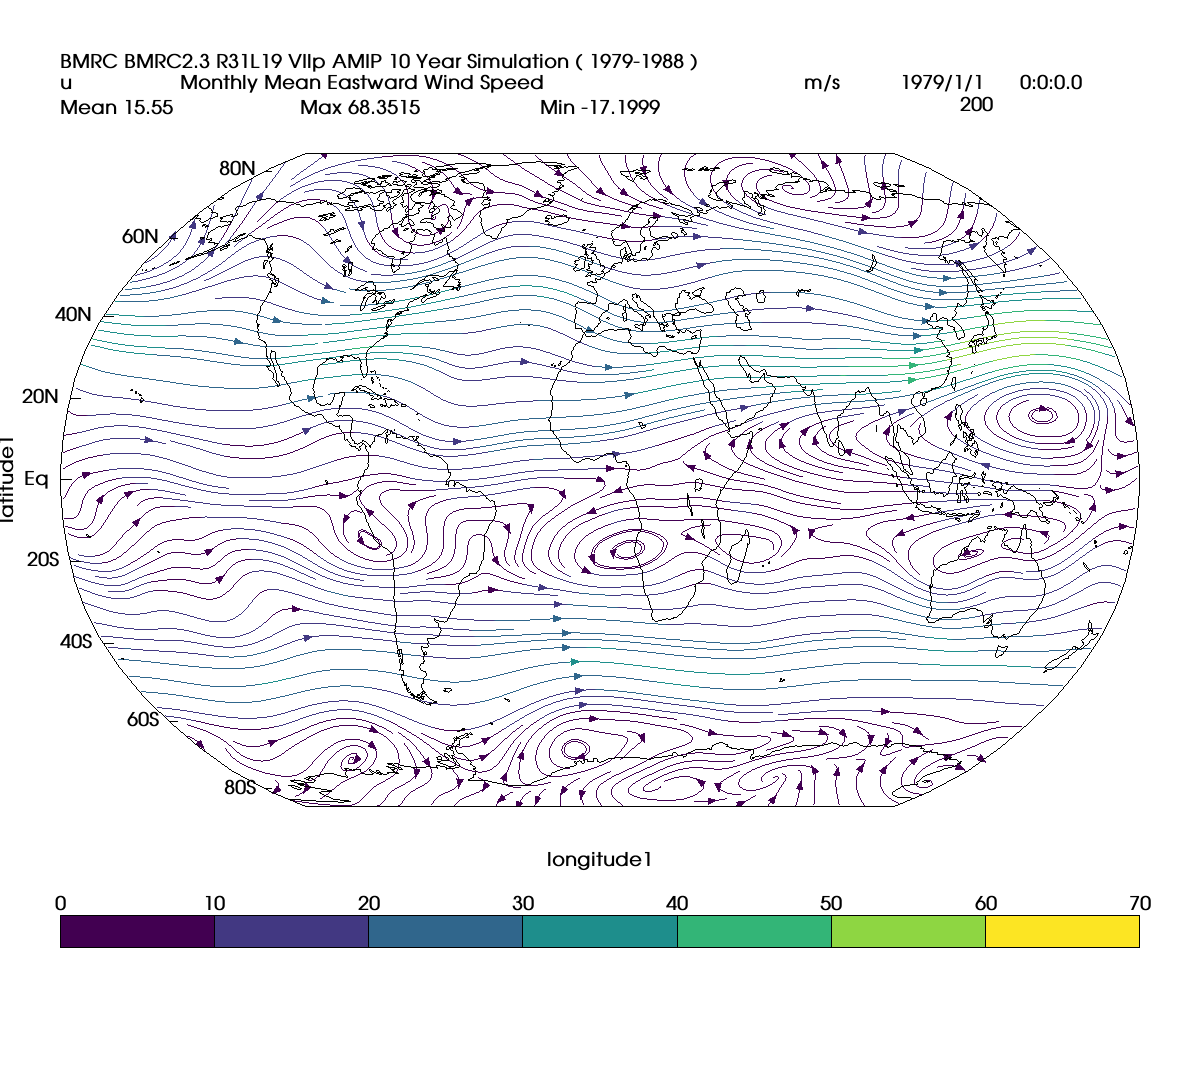 BMRC BMRC2.3 R31L19 VIIp AMIP 10 Year Simulation ( 1979-1988 )
u Monthly Mean Eastward Wind Speed m/s 1979/1/1 0:0:0.0
Mean 15.55 Max 68.3515 Min -17.1999 200
80N
60N
40N
20N
Eq
20S
40S
60S
80S
latitude1
longitude1
0 10 20 30 40 50 60 70